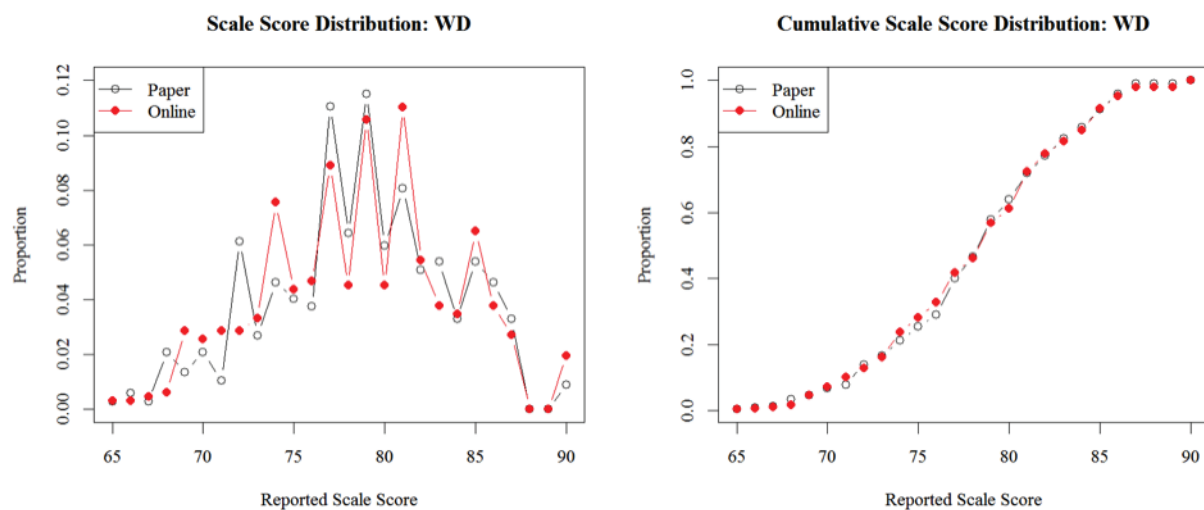 Scale Score Distribution: WD
Paper
Online
0.12
0.10
0.08
0.06
0.04
0.02
0.00
Proportion
65 70 75 80 85 90
Reported Scale Score
Cumulative Scale Score Distribution: WD
Paper
Online
1.0
0.8
0.6
0.4
0.2
0.0
Proportion
65 70 75 80 85 90
Reported Scale Score